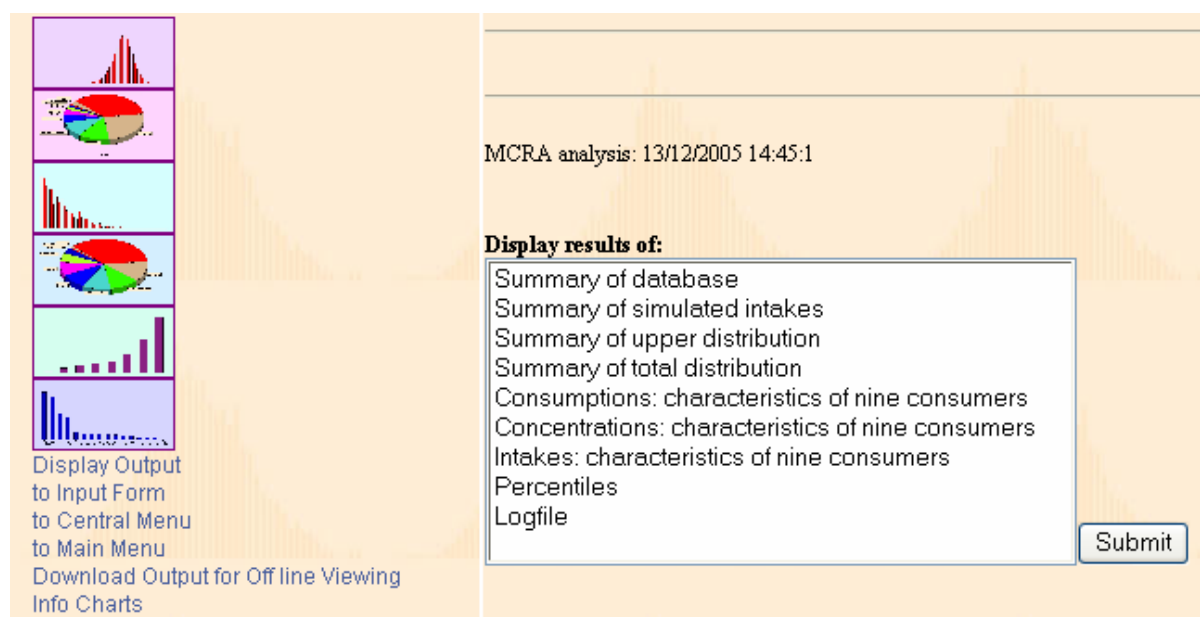 Display Output
to Input Form
to Central Menu
to Main Menu
Download Output for Off line Viewing
Info Charts
MCRA analysis: 13/12/2005 14:45:1
Display results of:
Summary of database
Summary of simulated intakes
Summary of upper distribution
Summary of total distribution
Consumptions: characteristics of nine consumers
Concentrations: characteristics of nine consumers
Intakes: characteristics of nine consumers
Percentiles
Logfile
Submit